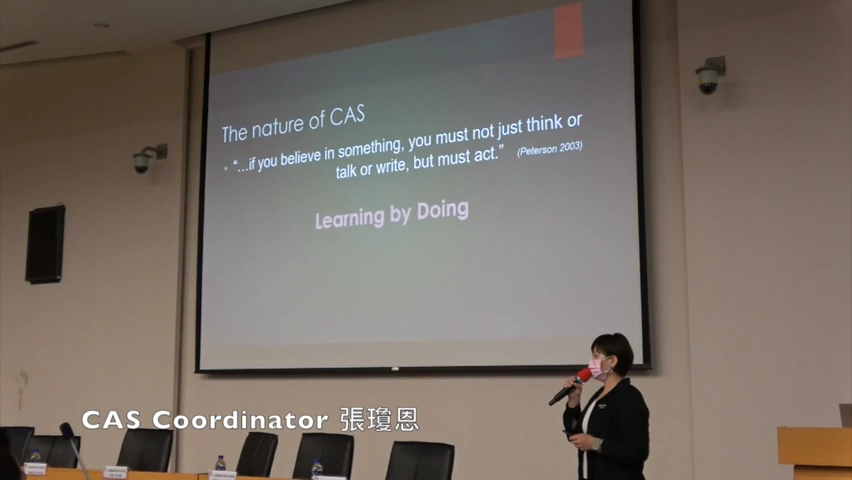 The nature of CAS
“...if you believe in something, you must not just think or
talk or write, but must act.” (Peterson 2003)
Learning by Doing
CAS Coordinator 張瓊恩